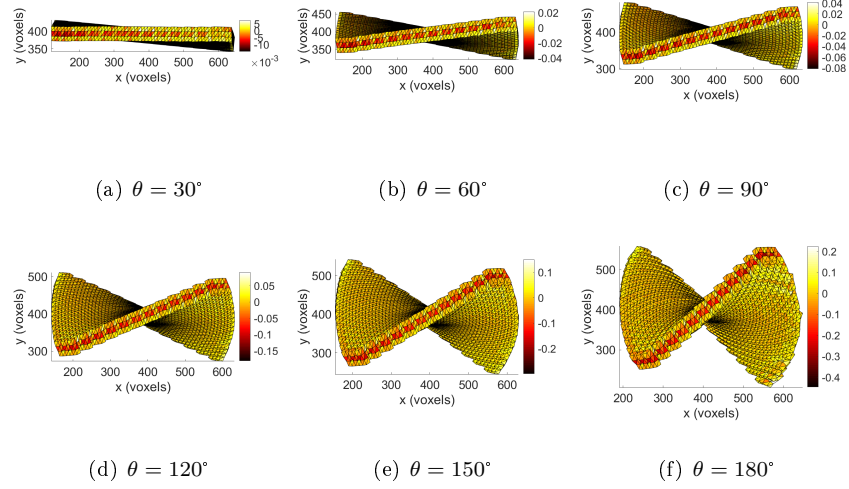 5
0
-5
-10
×10⁻³
400
350
y (voxels)
200 300 400 500 600
x (voxels)
450
400
350
y (voxels)
0.02
0
-0.02
-0.04
200 300 400 500 600
x (voxels)
400
300
y (voxels)
0.04
0.02
0
-0.02
-0.04
-0.06
-0.08
200 300 400 500 600
x (voxels)
(a) θ = 30°
(b) θ = 60°
(c) θ = 90°
500
400
300
y (voxels)
0.05
0
-0.05
-0.1
-0.15
200 300 400 500 600
x (voxels)
500
400
300
y (voxels)
0.1
0
-0.1
-0.2
200 300 400 500 600
x (voxels)
500
400
300
y (voxels)
0.2
0.1
0
-0.1
-0.2
-0.3
-0.4
200 300 400 500 600
x (voxels)
(d) θ = 120°
(e) θ = 150°
(f) θ = 180°